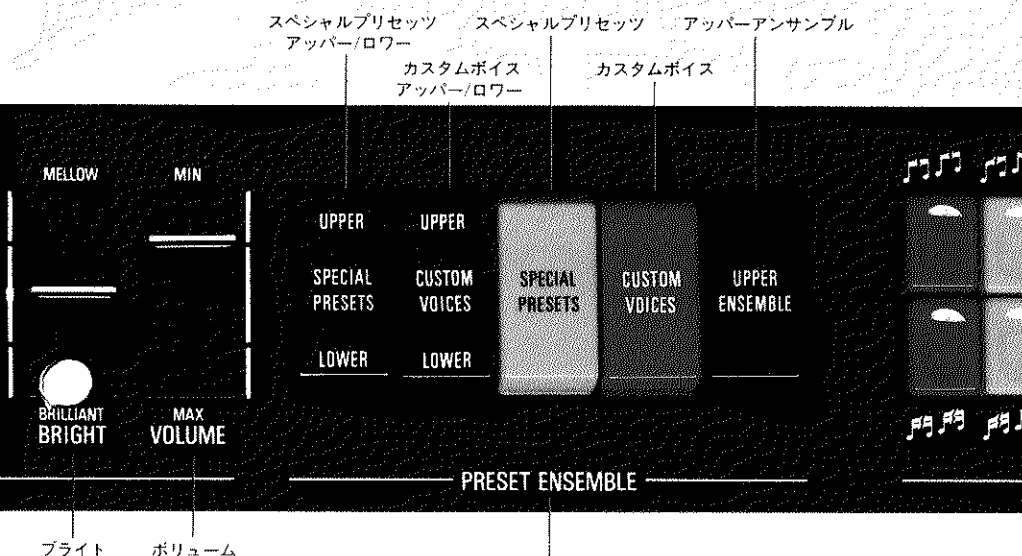 スペシャルプリセッツ
アッパー/ロワー
スペシャルプリセッツ
アッパーアンサンブル
カスタムボイス
アッパー/ロワー
カスタムボイス
MELLOW
MIN
UPPER
SPECIAL
PRESETS
LOWER
UPPER
CUSTOM
VOICES
LOWER
SPECIAL
PRESETS
CUSTOM
VOICES
UPPER
ENSEMBLE
BRILLIANT
BRIGHT
MAX
VOLUME
PRESET ENSEMBLE
ブライト
ボリューム